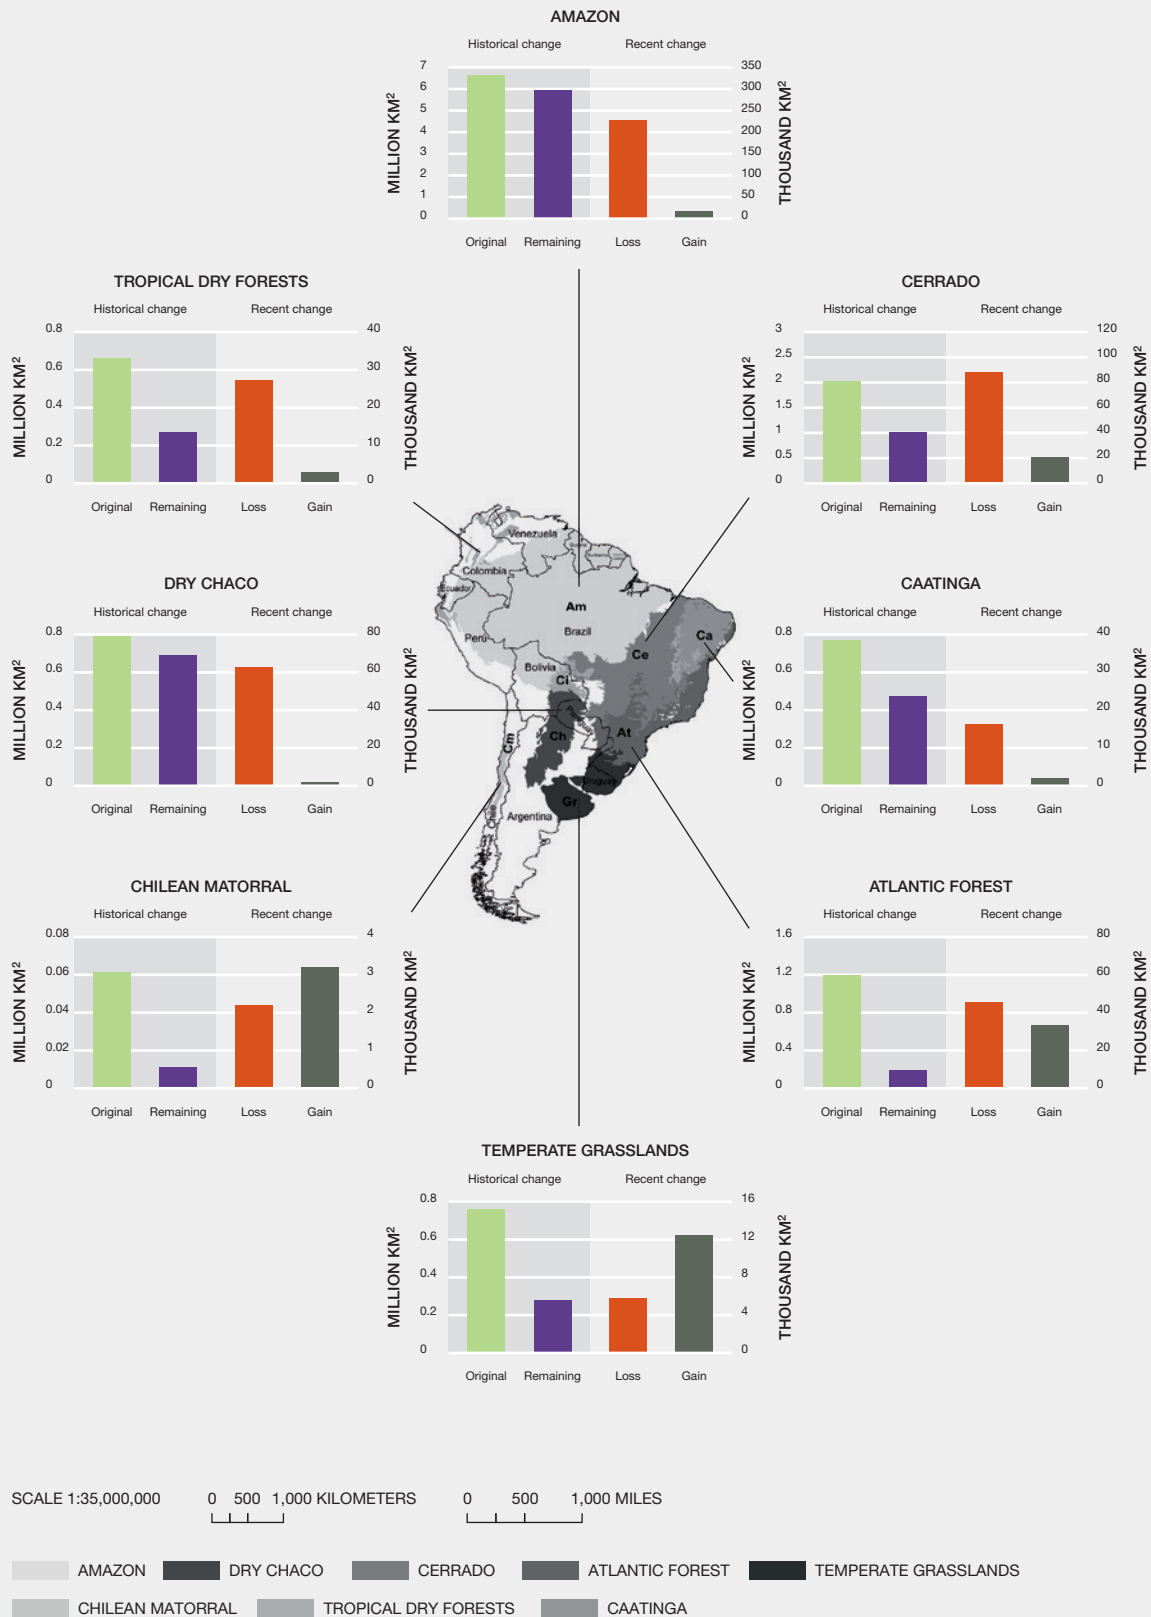 AMAZON
Historical change Recent change
MILLION KM²
7
6
5
4
3
2
1
0
350
300
250
200
150
100
50
0
THOUSAND KM²
Original Remaining Loss Gain
TROPICAL DRY FORESTS
Historical change Recent change
MILLION KM²
0.8
0.6
0.4
0.2
0
40
30
20
10
0
THOUSAND KM²
Original Remaining Loss Gain
CERRADO
Historical change Recent change
MILLION KM²
3
2.5
2
1.5
1
0.5
0
120
100
80
60
40
20
0
THOUSAND KM²
Original Remaining Loss Gain
DRY CHACO
Historical change Recent change
MILLION KM²
0.8
0.6
0.4
0.2
0
80
60
40
20
0
THOUSAND KM²
Original Remaining Loss Gain
Venezuela
Colombia
Ecuador
Am
Brazil
Perú
Ca
Ce
Bolivia
Ci
Cm
Ch
At
Uruguay
Gr
Chile
Argentina
CAATINGA
Historical change Recent change
MILLION KM²
0.8
0.6
0.4
0.2
0
40
30
20
10
0
THOUSAND KM²
Original Remaining Loss Gain
CHILEAN MATORRAL
Historical change Recent change
MILLION KM²
0.08
0.06
0.04
0.02
0
4
3
2
1
0
THOUSAND KM²
Original Remaining Loss Gain
ATLANTIC FOREST
Historical change Recent change
MILLION KM²
1.6
1.2
0.8
0.4
0
80
60
40
20
0
THOUSAND KM²
Original Remaining Loss Gain
TEMPERATE GRASSLANDS
Historical change Recent change
MILLION KM²
0.8
0.6
0.4
0.2
0
16
12
8
4
0
THOUSAND KM²
Original Remaining Loss Gain
SCALE 1:35,000,000 0 500 1,000 KILOMETERS 0 500 1,000 MILES
AMAZON DRY CHACO CERRADO ATLANTIC FOREST TEMPERATE GRASSLANDS
CHILEAN MATORRAL TROPICAL DRY FORESTS CAATINGA